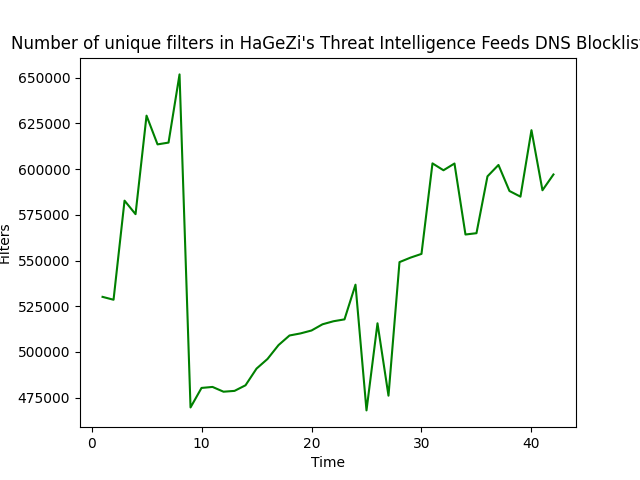 Number of unique filters in HaGeZi's Threat Intelligence Feeds DNS Blocklist
650000
625000
600000
575000
550000
525000
500000
475000
Filters
0 10 20 30 40
Time